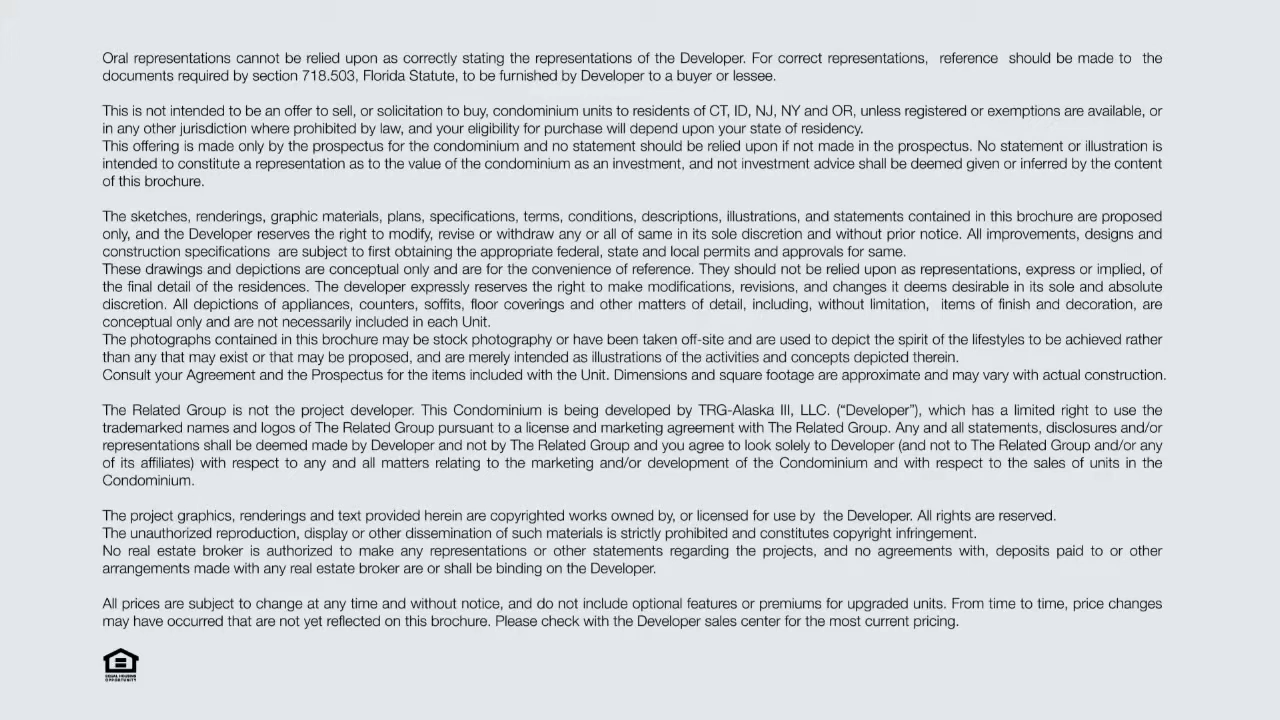 Oral representations cannot be relied upon as correctly stating the representations of the Developer. For correct representations, reference should be made to the
documents required by section 718.503, Florida Statute, to be furnished by Developer to a buyer or lessee.
This is not intended to be an offer to sell, or solicitation to buy, condominium units to residents of CT, ID, NJ, NY and OR, unless registered or exemptions are available, or
in any other jurisdiction where prohibited by law, and your eligibility for purchase will depend upon your state of residency.
This offering is made only by the prospectus for the condominium and no statement should be relied upon if not made in the prospectus. No statement or illustration is
intended to constitute a representation as to the value of the condominium as an investment, and not investment advice shall be deemed given or inferred by the content
of this brochure.
The sketches, renderings, graphic materials, plans, specifications, terms, conditions, descriptions, illustrations, and statements contained in this brochure are proposed
only, and the Developer reserves the right to modify, revise or withdraw any or all of same in its sole discretion and without prior notice. All improvements, designs and
construction specifications are subject to first obtaining the appropriate federal, state and local permits and approvals for same.
These drawings and depictions are conceptual only and are for the convenience of reference. They should not be relied upon as representations, express or implied, of
the final detail of the residences. The developer expressly reserves the right to make modifications, revisions, and changes it deems desirable in its sole and absolute
discretion. All depictions of appliances, counters, soffits, floor coverings and other matters of detail, including, without limitation, items of finish and decoration, are
conceptual only and are not necessarily included in each Unit.
The photographs contained in this brochure may be stock photography or have been taken off-site and are used to depict the spirit of the lifestyles to be achieved rather
than any that may exist or that may be proposed, and are merely intended as illustrations of the activities and concepts depicted therein.
Consult your Agreement and the Prospectus for the items included with the Unit. Dimensions and square footage are approximate and may vary with actual construction.
The Related Group is not the project developer. This Condominium is being developed by TRG-Alaska III, LLC. (“Developer”), which has a limited right to use the
trademarked names and logos of The Related Group pursuant to a license and marketing agreement with The Related Group. Any and all statements, disclosures and/or
representations shall be deemed made by Developer and not by The Related Group and you agree to look solely to Developer (and not to The Related Group and/or any
of its affiliates) with respect to any and all matters relating to the marketing and/or development of the Condominium and with respect to the sales of units in the
Condominium.
The project graphics, renderings and text provided herein are copyrighted works owned by, or licensed for use by the Developer. All rights are reserved.
The unauthorized reproduction, display or other dissemination of such materials is strictly prohibited and constitutes copyright infringement.
No real estate broker is authorized to make any representations or other statements regarding the projects, and no agreements with, deposits paid to or other
arrangements made with any real estate broker are or shall be binding on the Developer.
All prices are subject to change at any time and without notice, and do not include optional features or premiums for upgraded units. From time to time, price changes
may have occurred that are not yet reflected on this brochure. Please check with the Developer sales center for the most current pricing.
EQUAL HOUSING
OPPORTUNITY